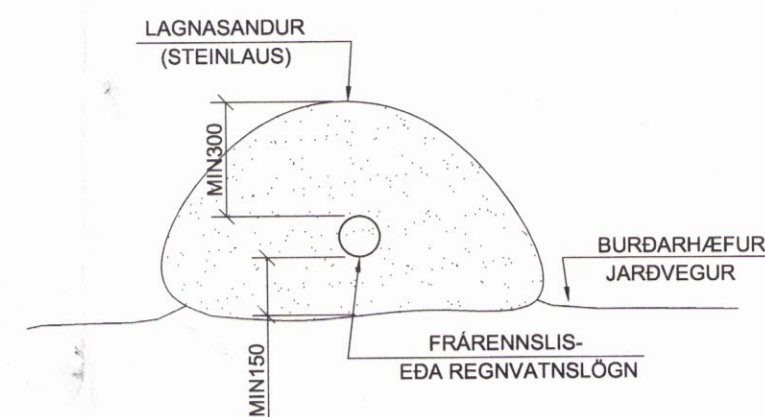 LAGNASANDUR
(STEINLAUS)
MIN300
BURÐARHÆFUR
JARÐVEGUR
FRÁRENNSLIS-
EÐA REGNVATNSLÖGN
MIN150